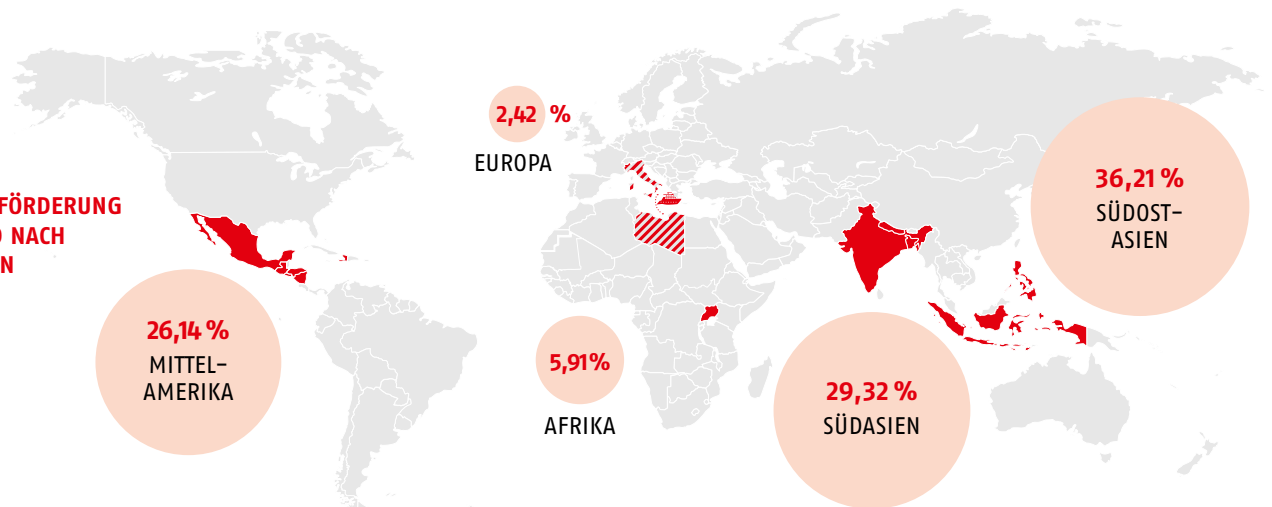 2,42 %
EUROPA
36,21 %
SÜDOST-
ASIEN
FÖRDERUNG
NACH
26,14 %
MITTEL-
AMERIKA
5,91%
AFRIKA
29,32 %
SÜDASIEN